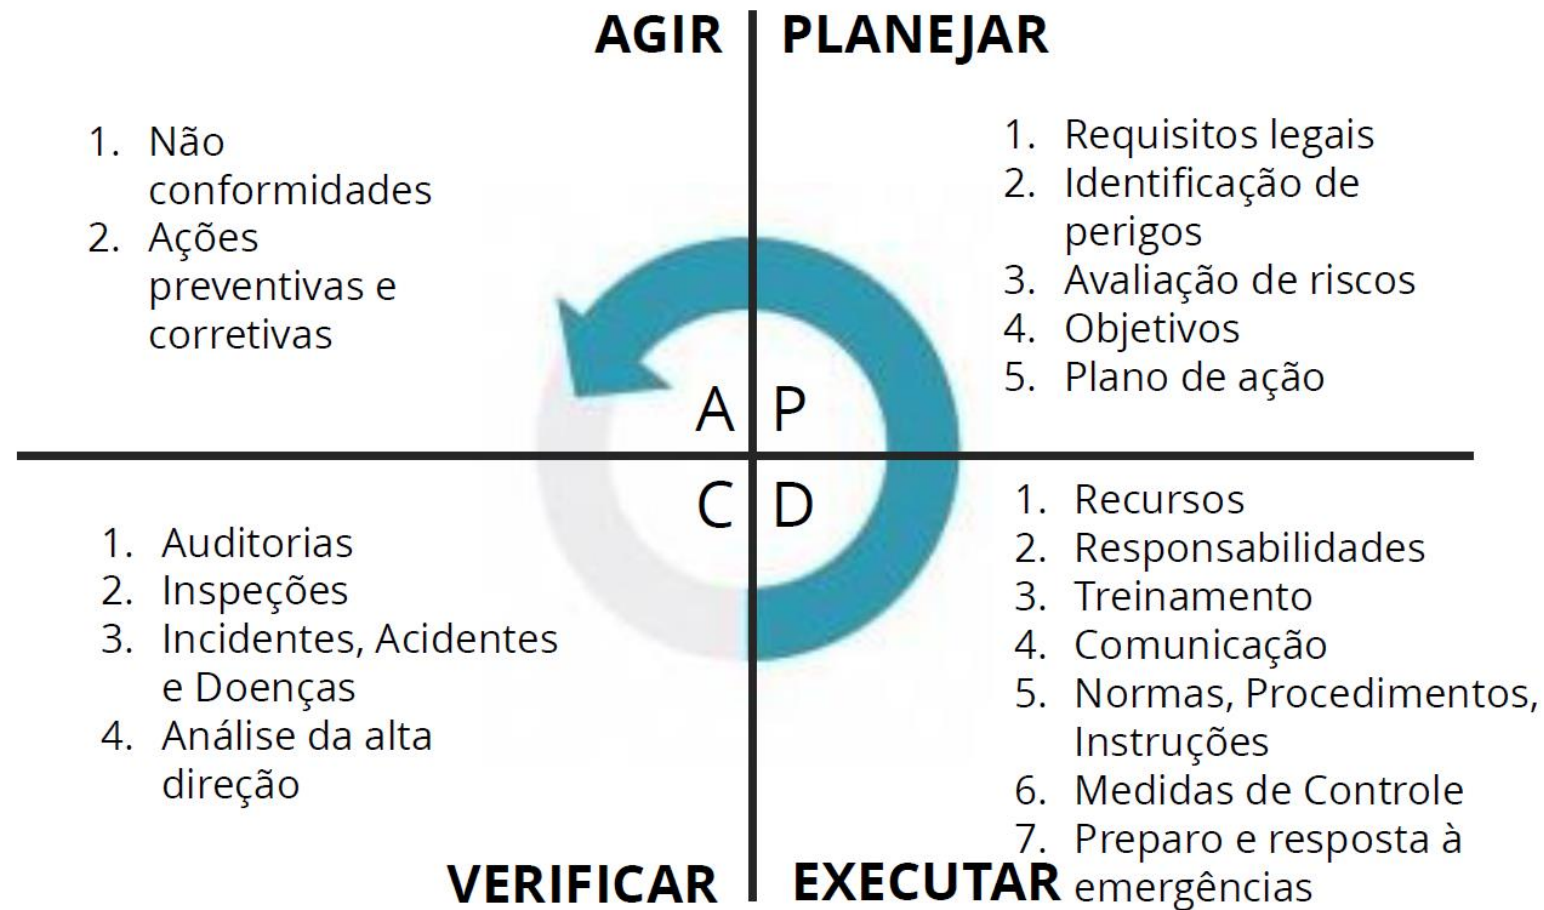 AGIR
PLANEJAR
1. Não
conformidades
2. Ações
preventivas e
corretivas
1. Requisitos legais
2. Identificação de
perigos
3. Avaliação de riscos
4. Objetivos
5. Plano de ação
A P
C D
1. Auditorias
2. Inspeções
3. Incidentes, Acidentes
e Doenças
4. Análise da alta
direção
1. Recursos
2. Responsabilidades
3. Treinamento
4. Comunicação
5. Normas, Procedimentos,
Instruções
6. Medidas de Controle
7. Preparo e resposta à
emergências
VERIFICAR
EXECUTAR